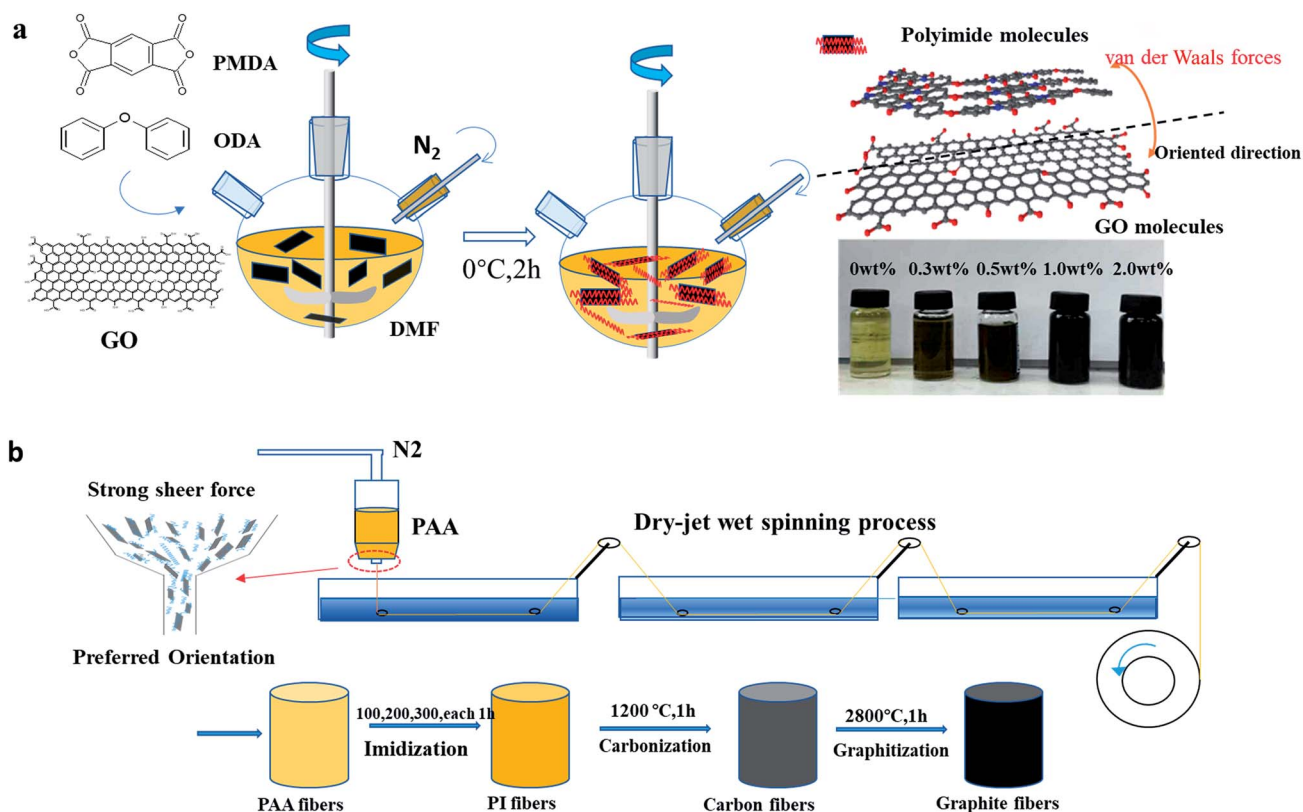 a
PMDA
ODA
GO
N₂
DMF
0°C,2h
Polyimide molecules
van der Waals forces
Oriented direction
GO molecules
0wt% 0.3wt% 0.5wt% 1.0wt% 2.0wt%
b
Strong sheer force
Preferred Orientation
N2
PAA
Dry-jet wet spinning process
100,200,300,each 1h
Imidization
1200 °C,1h
Carbonization
2800°C,1h
Graphitization
PAA fibers
PI fibers
Carbon fibers
Graphite fibers